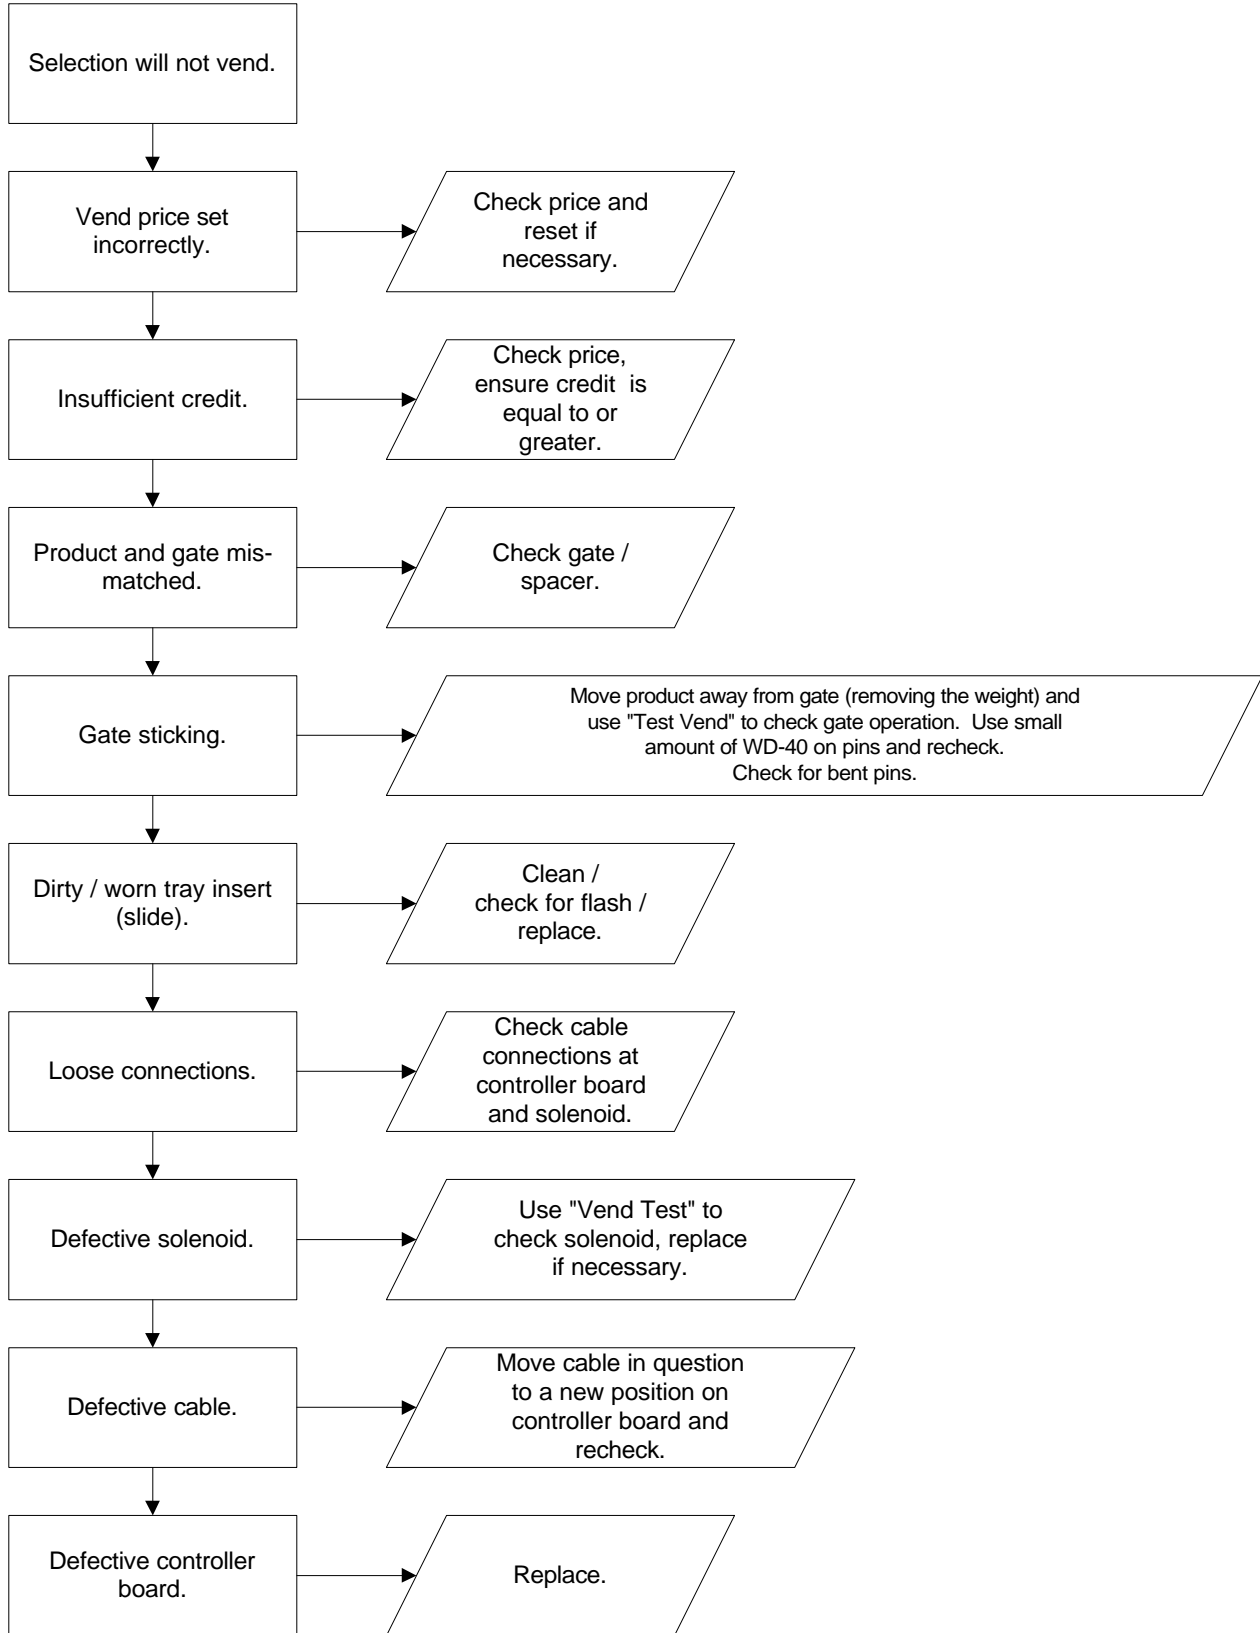 Selection will not vend.
Vend price set
incorrectly.
Check price and
reset if
necessary.
Insufficient credit.
Check price,
ensure credit  is
equal to or
greater.
Product and gate mis-
matched.
Check gate /
spacer.
Gate sticking.
Move product away from gate (removing the weight) and
use "Test Vend" to check gate operation.  Use small
amount of WD-40 on pins and recheck.
Check for bent pins.
Dirty / worn tray insert
(slide).
Clean /
check for flash /
replace.
Loose connections.
Check cable
connections at
controller board
and solenoid.
Defective solenoid.
Use "Vend Test" to
check solenoid, replace
if necessary.
Defective cable.
Move cable in question
to a new position on
controller board and
recheck.
Defective controller
board.
Replace.